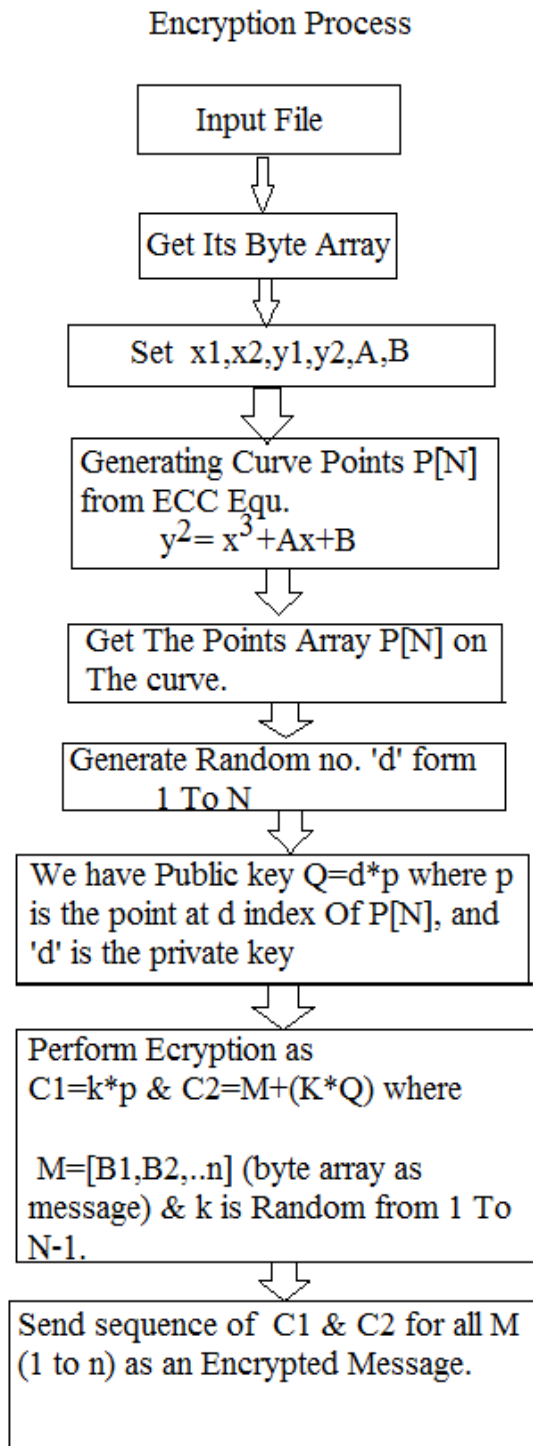 Encryption Process
Input File
Get Its Byte Array
Set x1,x2,y1,y2,A,B
Generating Curve Points P[N]
from ECC Equ.
y² = x³+Ax+B
Get The Points Array P[N] on
The curve.
Generate Random no. 'd' form
1 To N
We have Public key Q=d*p where p
is the point at d index Of P[N], and
'd' is the private key
Perform Ecryption as
C1=k*p & C2=M+(K*Q) where
M=[B1,B2,..n] (byte array as
message) & k is Random from 1 To
N-1.
Send sequence of C1 & C2 for all M
(1 to n) as an Encrypted Message.